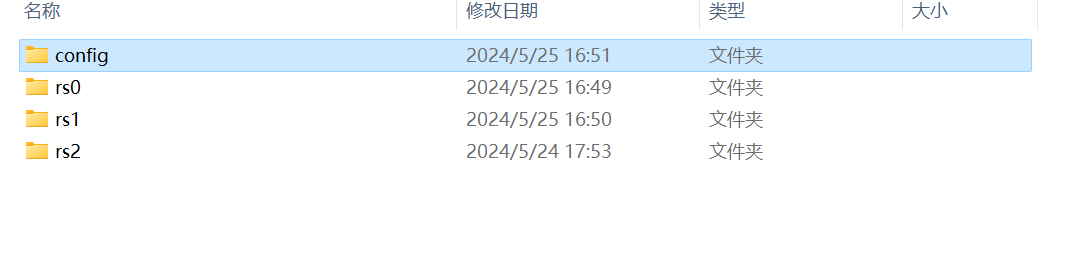 名称 修改日期 类型 大小
config 2024/5/25 16:51 文件夹
rs0 2024/5/25 16:49 文件夹
rs1 2024/5/25 16:50 文件夹
rs2 2024/5/24 17:53 文件夹